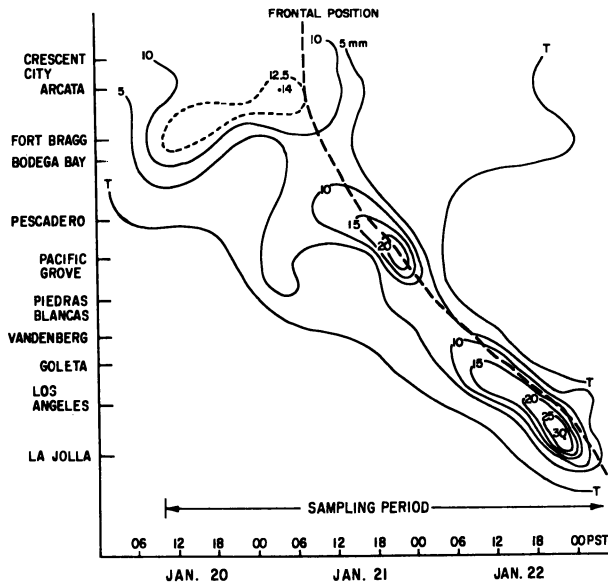 FRONTAL POSITION
10
10
5 mm
CRESCENT
CITY
ARCATA
12.5
14
5
FORT BRAGG
BODEGA BAY
T
T
10
PESCADERO
15
20
PACIFIC
GROVE
PIEDRAS
BLANCAS
VANDENBERG
10
GOLETA
15
T
LOS
ANGELES
20
25
30
LA JOLLA
T
SAMPLING PERIOD
06 12 18 00 06 12 18 00 06 12 18 00 PST
JAN. 20 JAN. 21 JAN. 22